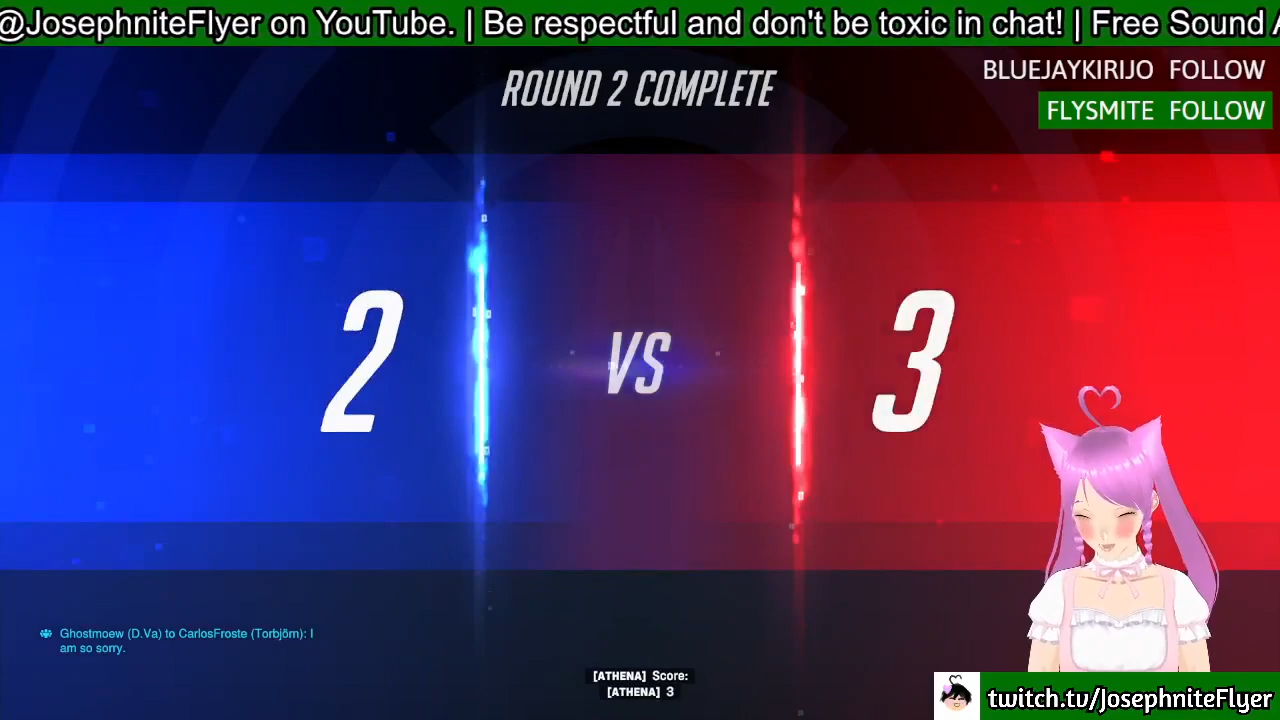 @JosephniteFlyer on YouTube. | Be respectful and don't be toxic in chat! | Free Sound
ROUND 2 COMPLETE
BLUEJAYKIRIJO FOLLOW
FLYSMITE FOLLOW
2 VS 3
Ghostmoew (D.Va) to CarlosFroste (Torbjörn): I
am so sorry.
[ATHENA] Score:
[ATHENA] 3
twitch.tv/JosephniteFlyer